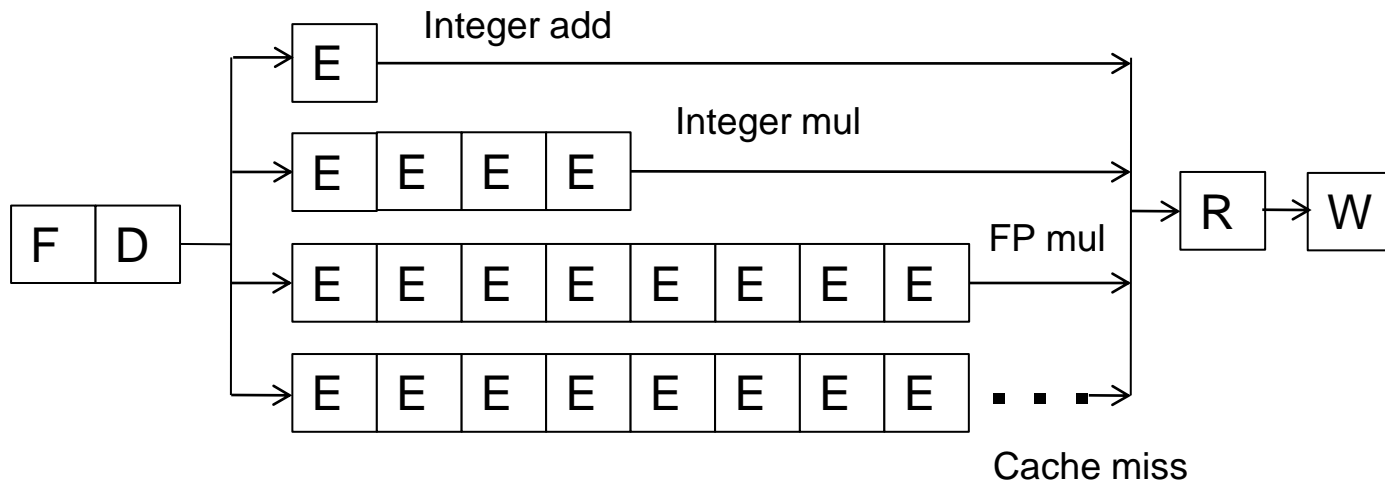 Integer add
E
Integer mul
E E E E
F D
R W
FP mul
E E E E E E E E
E E E E E E E E . . .
Cache miss